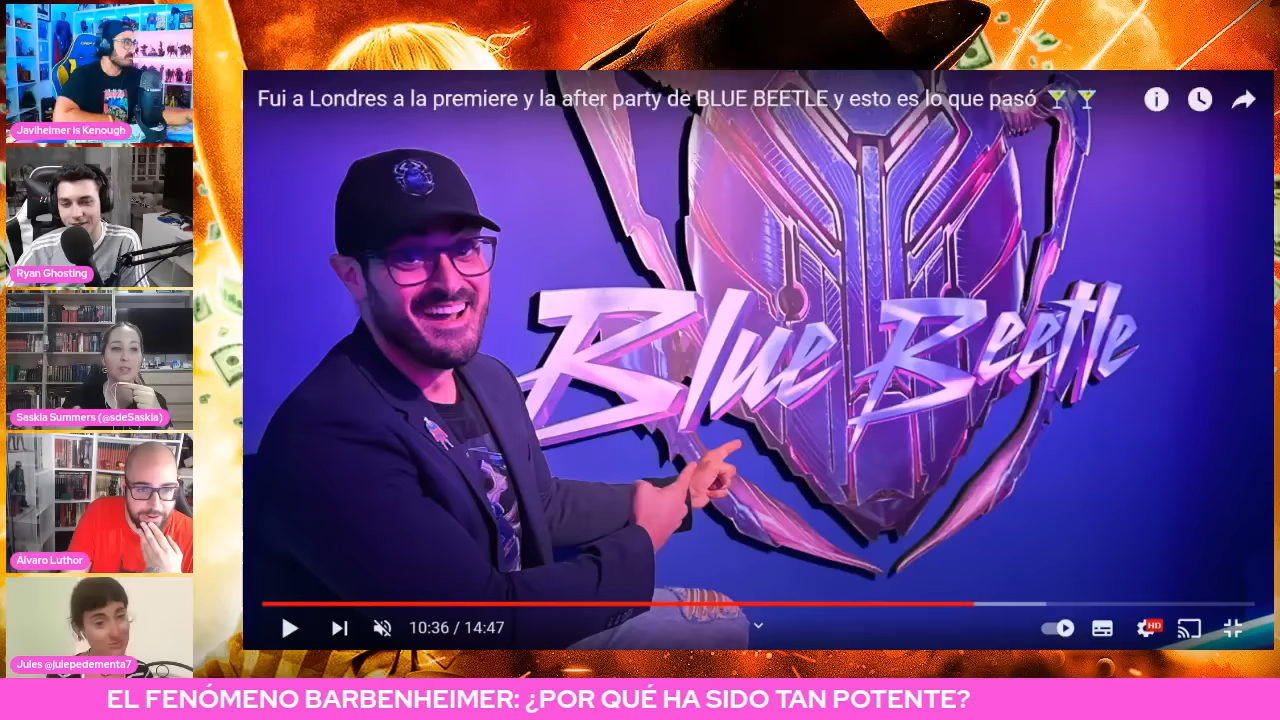 Javiheimer is Kenough
Ryan Ghosting
Saskia Summers (@sdeSaskia)
Álvaro Luthor
Jules @julepedementa7
Fui a Londres a la premiere y la after party de BLUE BEETLE y esto es lo que pasó
Blue Beetle
10:36 / 14:47
HD
EL FENÓMENO BARBENHEIMER: ¿POR QUÉ HA SIDO TAN POTENTE?